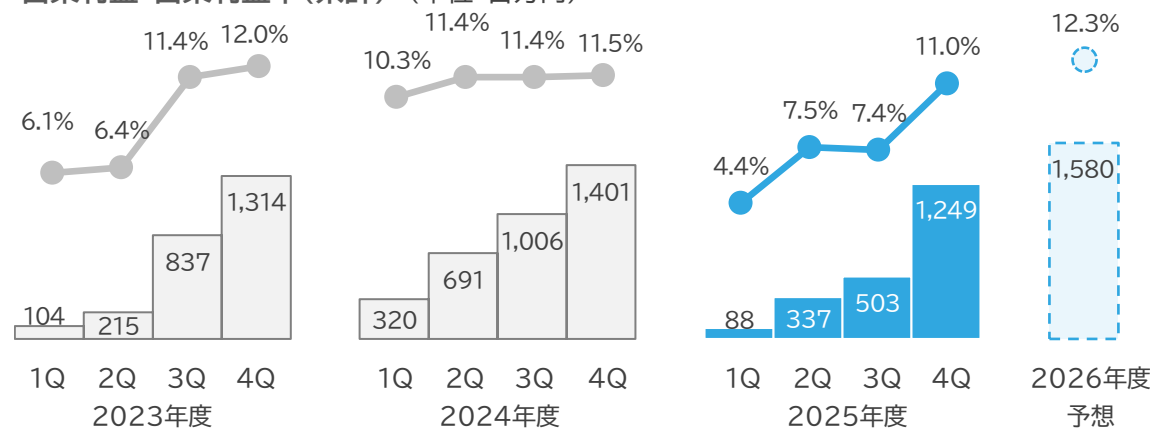 11.4% 12.0%
6.1% 6.4%
104 215 837 1,314
1Q 2Q 3Q 4Q
2023年度
10.3% 11.4% 11.4% 11.5%
320 691 1,006 1,401
1Q 2Q 3Q 4Q
2024年度
4.4% 7.5% 7.4% 11.0%
88 337 503 1,249
1Q 2Q 3Q 4Q
2025年度
12.3%
1,580
2026年度
予想